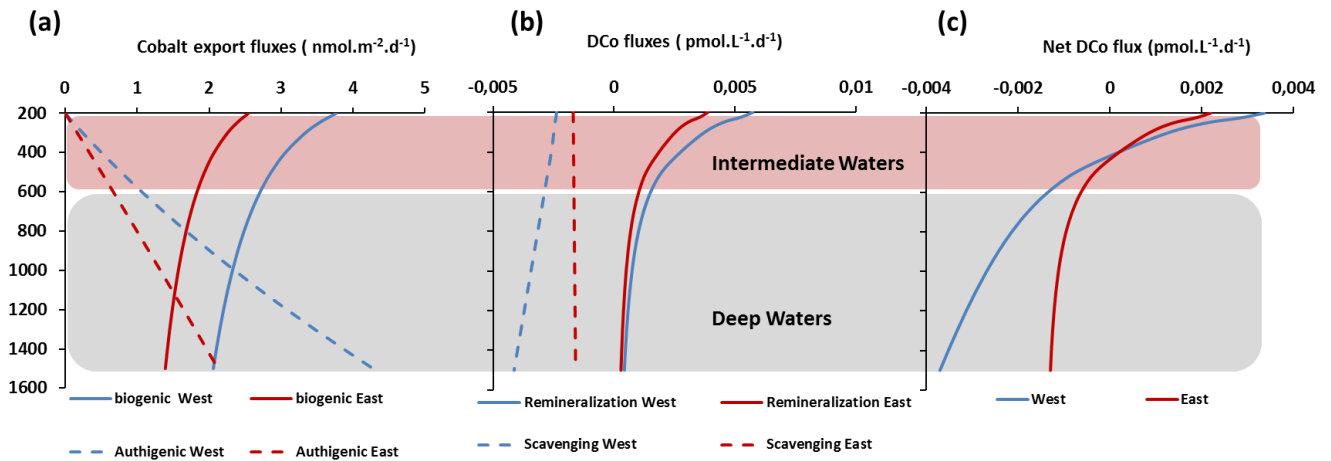 (a)
Cobalt export fluxes ( nmol.m-2.d-1)
0 1 2 3 4 5
200
400
600
800
1000
1200
1400
1600
biogenic West
biogenic East
Authigenic West
Authigenic East
(b)
DCo fluxes ( pmol.L-1.d-1)
-0,005 0 0,005 0,01
Intermediate Waters
Deep Waters
Remineralization West
Remineralization East
Scavenging West
Scavenging East
(c)
Net DCo flux (pmol.L-1.d-1)
-0,004 -0,002 0 0,002 0,004
West
East